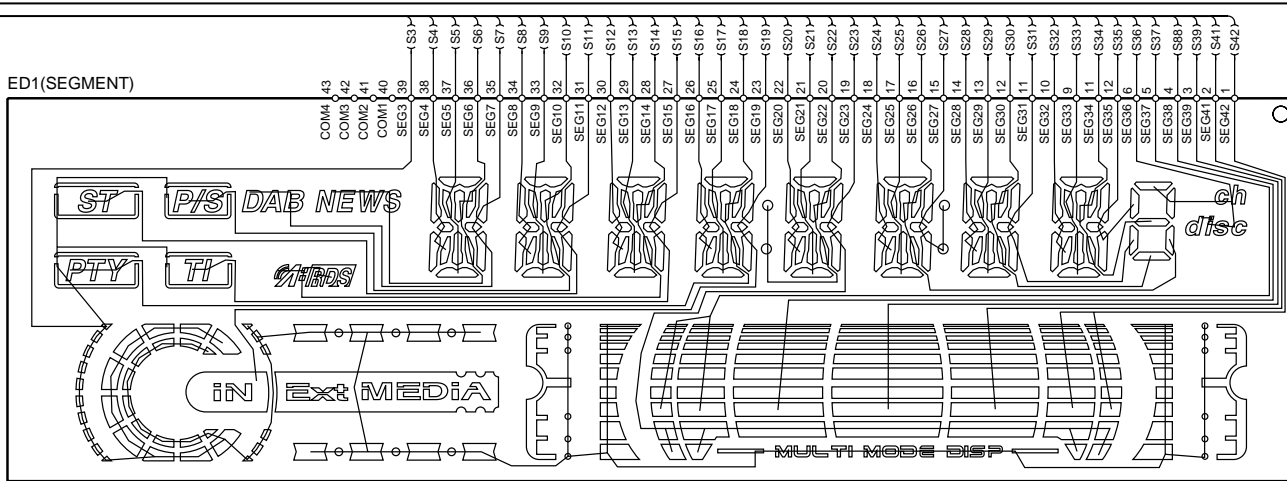 S3 S4 S5 S6 S7 S8 S9 S10 S11 S12 S13 S14 S15 S16 S17 S18 S19 S20 S21 S22 S23 S24 S25 S26 S27 S28 S29 S30 S31 S32 S33 S34 S35 S36 S37 S88 S39 S41 S42
ED1(SEGMENT)
43 42 41 40 39 38 37 36 35 34 33 32 31 30 29 28 27 26 25 24 23 22 21 20 19 18 17 16 15 14 13 12 11 10 9 11 12 6 5 4 3 2 1
COM4 COM3 COM2 COM1 SEG3 SEG4 SEG5 SEG6 SEG7 SEG8 SEG9 SEG10 SEG11 SEG12 SEG13 SEG14 SEG15 SEG16 SEG17 SEG18 SEG19 SEG20 SEG21 SEG22 SEG23 SEG24 SEG25 SEG26 SEG27 SEG28 SEG29 SEG30 SEG31 SEG32 SEG33 SEG34 SEG35 SEG36 SEG37 SEG38 SEG39 SEG41 SEG42
ST P/S DAB NEWS ch
disc
PTY TI
iN Ext MEDiA
MULTI MODE DISP